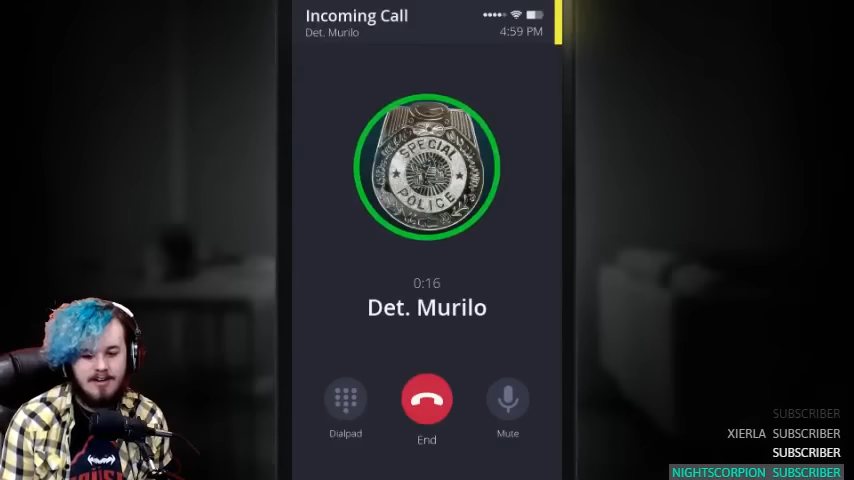 Incoming Call
Det. Murilo
4:59 PM
SPECIAL
POLICE
0:16
Det. Murilo
Dialpad
End
Mute
SUBSCRIBER
XIERLA SUBSCRIBER
SUBSCRIBER
NIGHTSCORPION SUBSCRIBER